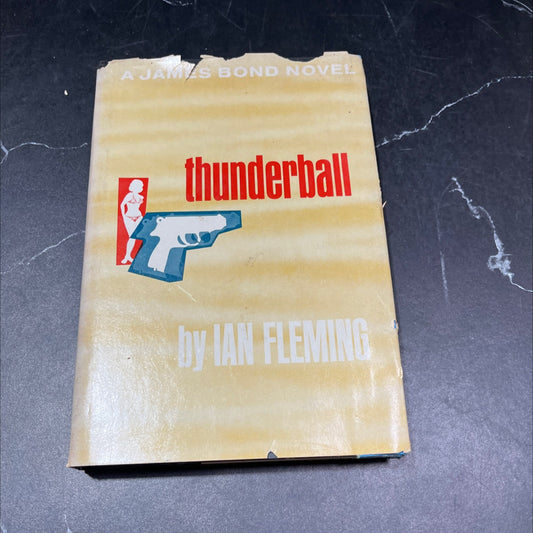 A JAMES BOND NOVEL
thunderball
by IAN FLEMING